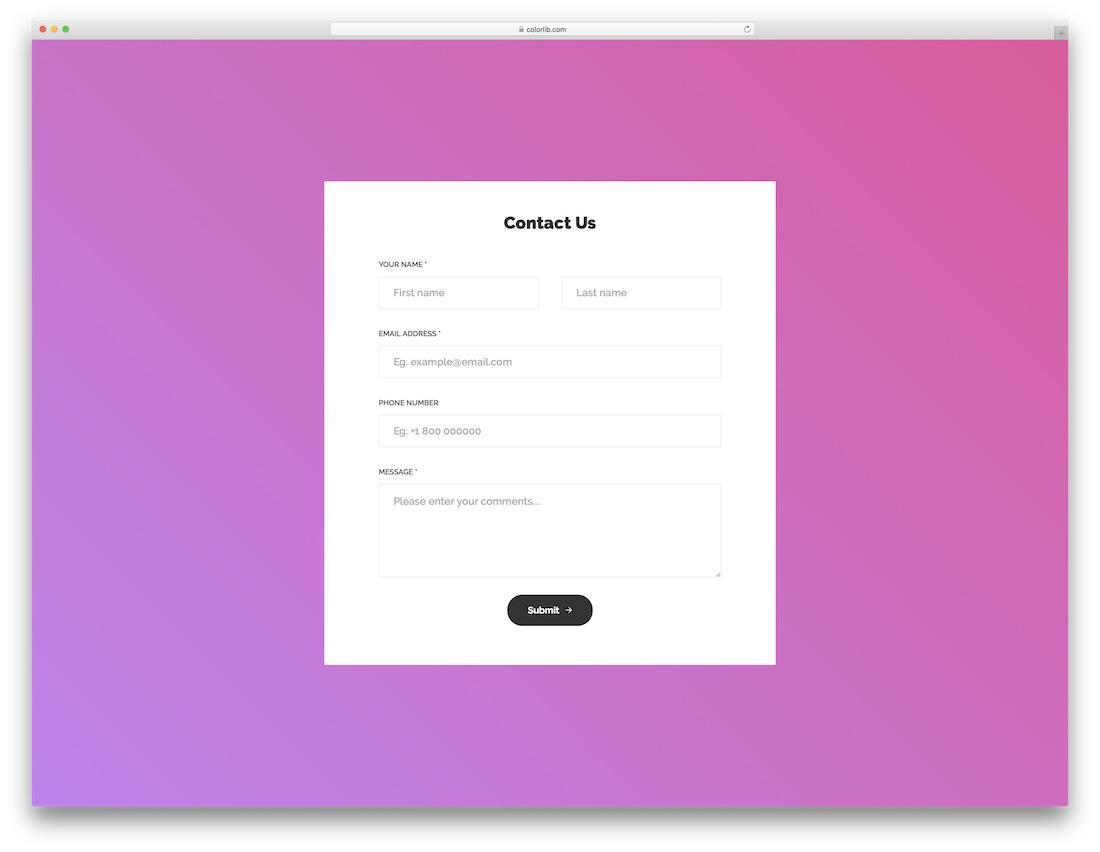 colorlib.com
Contact Us
YOUR NAME *
First name
Last name
EMAIL ADDRESS *
Eg. example@email.com
PHONE NUMBER
Eg. +1 800 000000
MESSAGE *
Please enter your comments...
Submit →